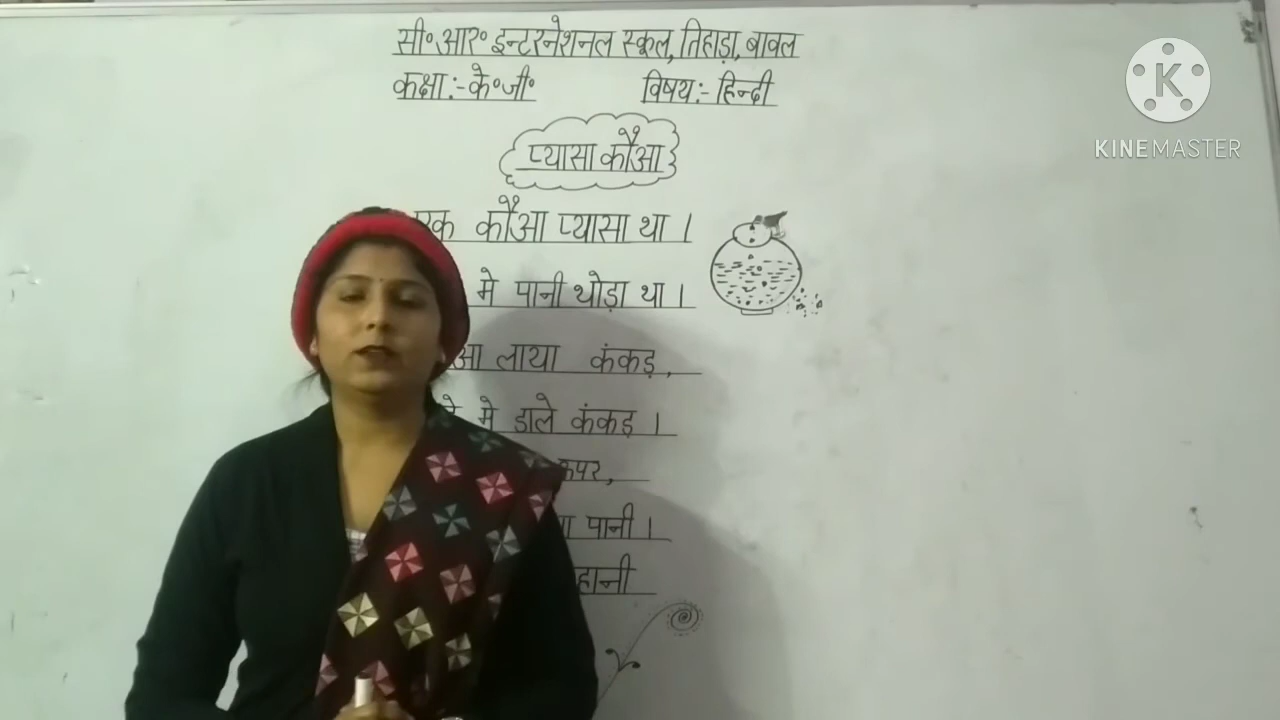 सी॰ आर॰ इन्टरनेशनल स्कूल, तिहाड़ा, बावल
कक्षा:- के॰जी॰ विषय:- हिन्दी
KINEMASTER
प्यासा कौआ
एक कौआ प्यासा था।
मे पानी थोड़ा था।
लाया कंकड़,
मे डाले कंकड़।
ऊपर,
पानी।